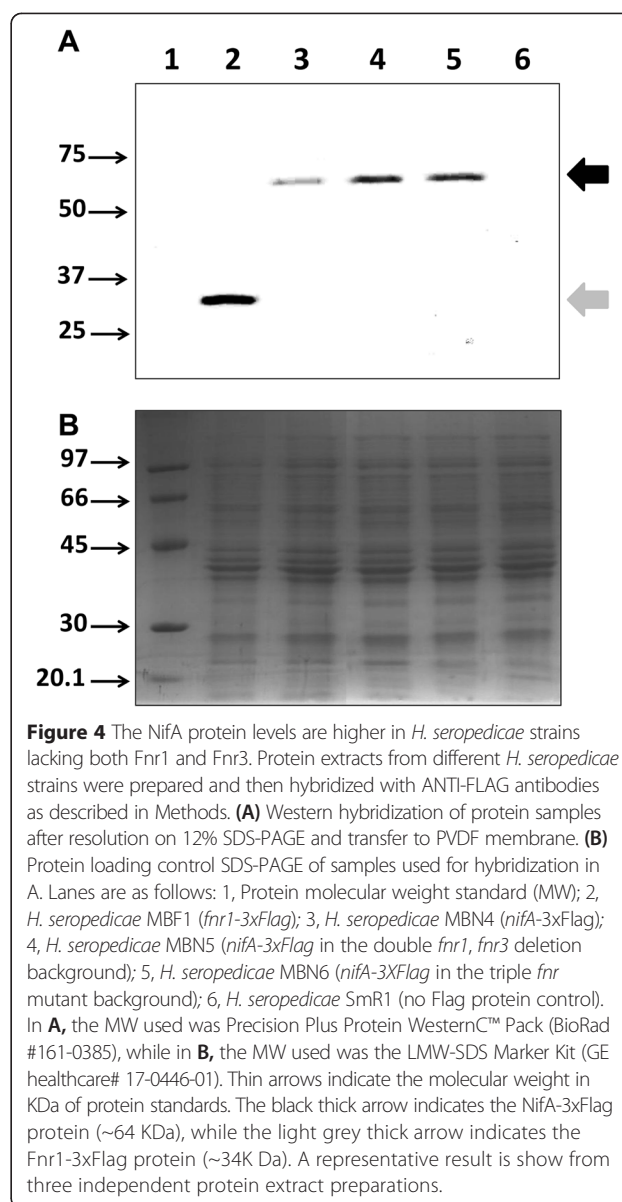 A
1 2 3 4 5 6
75
50
37
25
B
97
66
45
30
20.1
Figure 4 The NifA protein levels are higher in H. seropedicae strains
lacking both Fnr1 and Fnr3. Protein extracts from different H. seropedicae
strains were prepared and then hybridized with ANTI-FLAG antibodies
as described in Methods. (A) Western hybridization of protein samples
after resolution on 12% SDS-PAGE and transfer to PVDF membrane. (B)
Protein loading control SDS-PAGE of samples used for hybridization in
A. Lanes are as follows: 1, Protein molecular weight standard (MW); 2,
H. seropedicae MBF1 (fnr1-3xFlag); 3, H. seropedicae MBN4 (nifA-3xFlag);
4, H. seropedicae MBN5 (nifA-3xFlag in the double fnr1, fnr3 deletion
background); 5, H. seropedicae MBN6 (nifA-3XFlag in the triple fnr
mutant background); 6, H. seropedicae SmR1 (no Flag protein control).
In A, the MW used was Precision Plus Protein WesternC™ Pack (BioRad
#161-0385), while in B, the MW used was the LMW-SDS Marker Kit (GE
healthcare# 17-0446-01). Thin arrows indicate the molecular weight in
KDa of protein standards. The black thick arrow indicates the NifA-3xFlag
protein (~64 KDa), while the light grey thick arrow indicates the
Fnr1-3xFlag protein (~34K Da). A representative result is show from
three independent protein extract preparations.